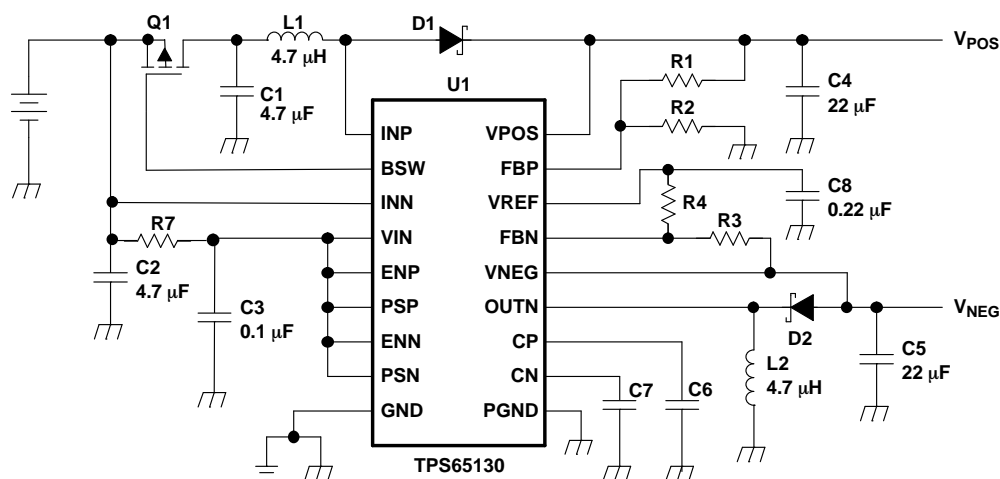 Q1
L1
4.7 μH
D1
VPOS
C1
4.7 μF
U1
R1
C4
22 μF
R2
INP
VPOS
BSW
FBP
INN
VREF
R4
C8
0.22 μF
R7
VIN
FBN
R3
C2
4.7 μF
ENP
VNEG
C3
0.1 μF
PSP
OUTN
D2
VNEG
ENN
CP
L2
4.7 μH
C5
22 μF
PSN
CN
C7
C6
GND
PGND
TPS65130